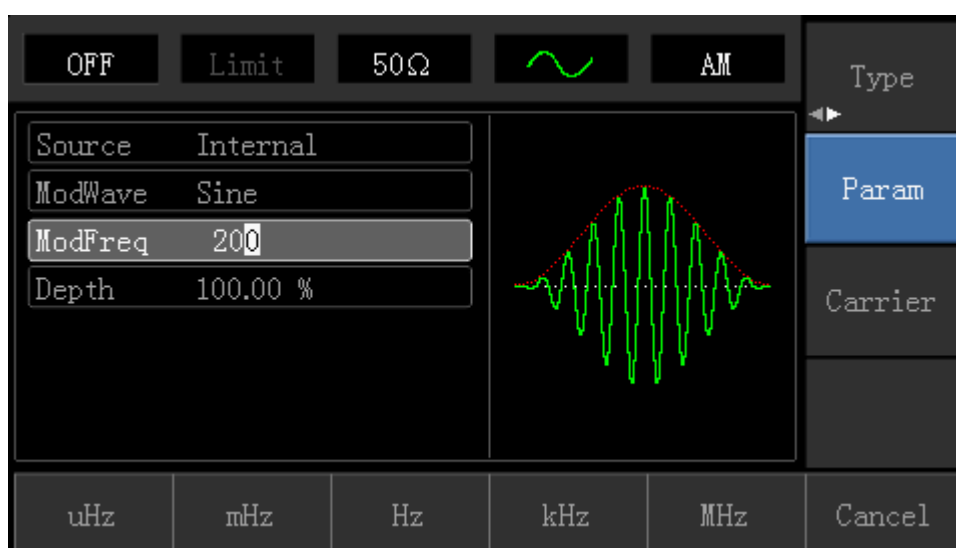 OFF Limit 50Ω AM
Type
Source Internal
ModWave Sine
Param
ModFreq 200
Depth 100.00 %
Carrier
uHz mHz Hz kHz MHz Cancel